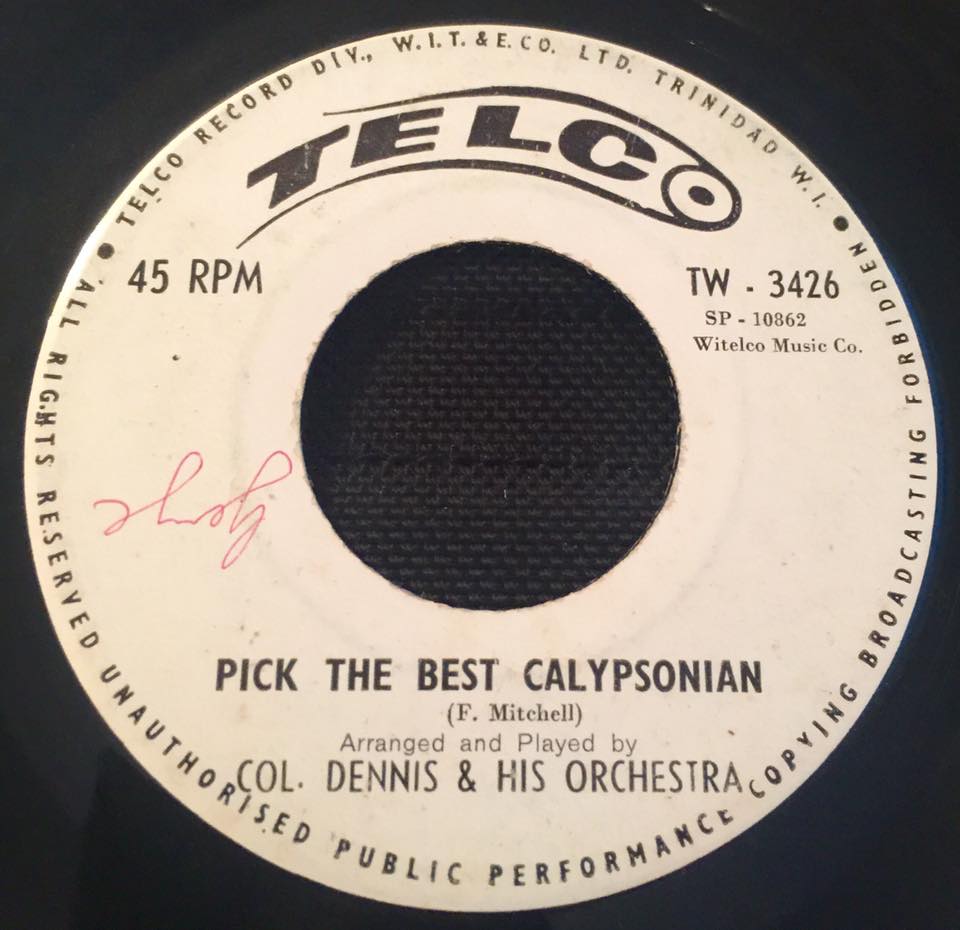 TELCO RECORD DIV., W.I.T. & E. CO. LTD. TRINIDAD W.I.
TELCO
45 RPM
TW - 3426
SP - 10862
Witelco Music Co.
PICK THE BEST CALYPSONIAN
(F. Mitchell)
Arranged and Played by
COL. DENNIS & HIS ORCHESTRA
ALL RIGHTS RESERVED UNAUTHORISED PUBLIC PERFORMANCE COPYING BROADCASTING FORBIDDEN